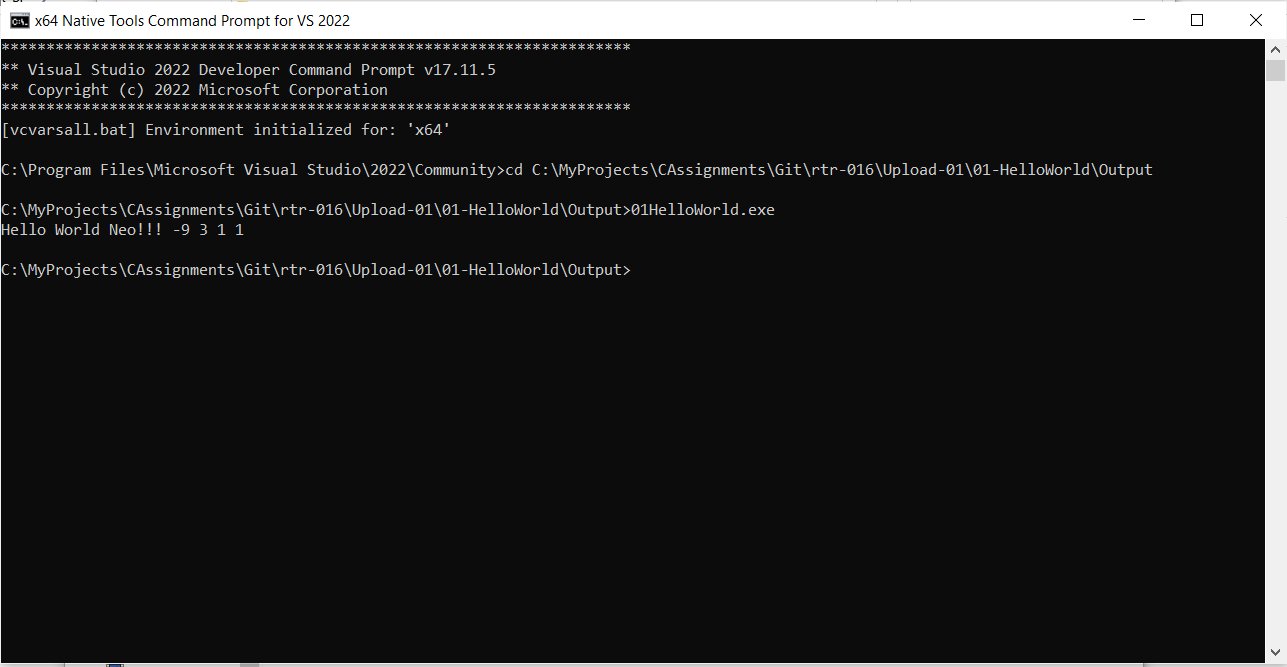 x64 Native Tools Command Prompt for VS 2022
**********************************************************************
** Visual Studio 2022 Developer Command Prompt v17.11.5
** Copyright (c) 2022 Microsoft Corporation
**********************************************************************
[vcvarsall.bat] Environment initialized for: 'x64'
C:\Program Files\Microsoft Visual Studio\2022\Community>cd C:\MyProjects\CAssignments\Git\rtr-016\Upload-01\01-HelloWorld\Output
C:\MyProjects\CAssignments\Git\rtr-016\Upload-01\01-HelloWorld\Output>01HelloWorld.exe
Hello World Neo!!! -9 3 1 1
C:\MyProjects\CAssignments\Git\rtr-016\Upload-01\01-HelloWorld\Output>